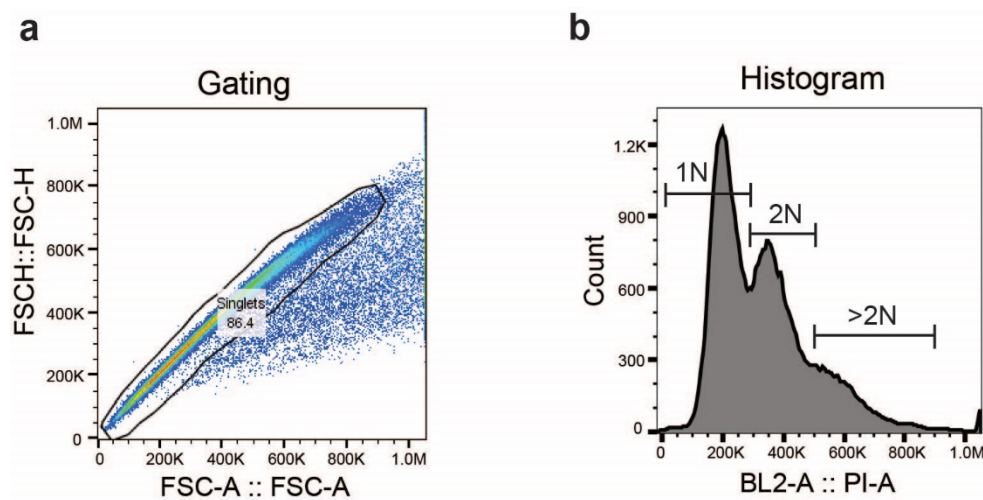 a
Gating
FSCH::FSC-H
1.0M
800K
600K
400K
200K
0
Singlets
86.4
0
200K
400K
600K
800K
1.0M
FSC-A :: FSC-A
b
Histogram
Count
1.2K
900
600
300
0
1N
2N
>2N
0
200K
400K
600K
800K
1.0M
BL2-A :: PI-A